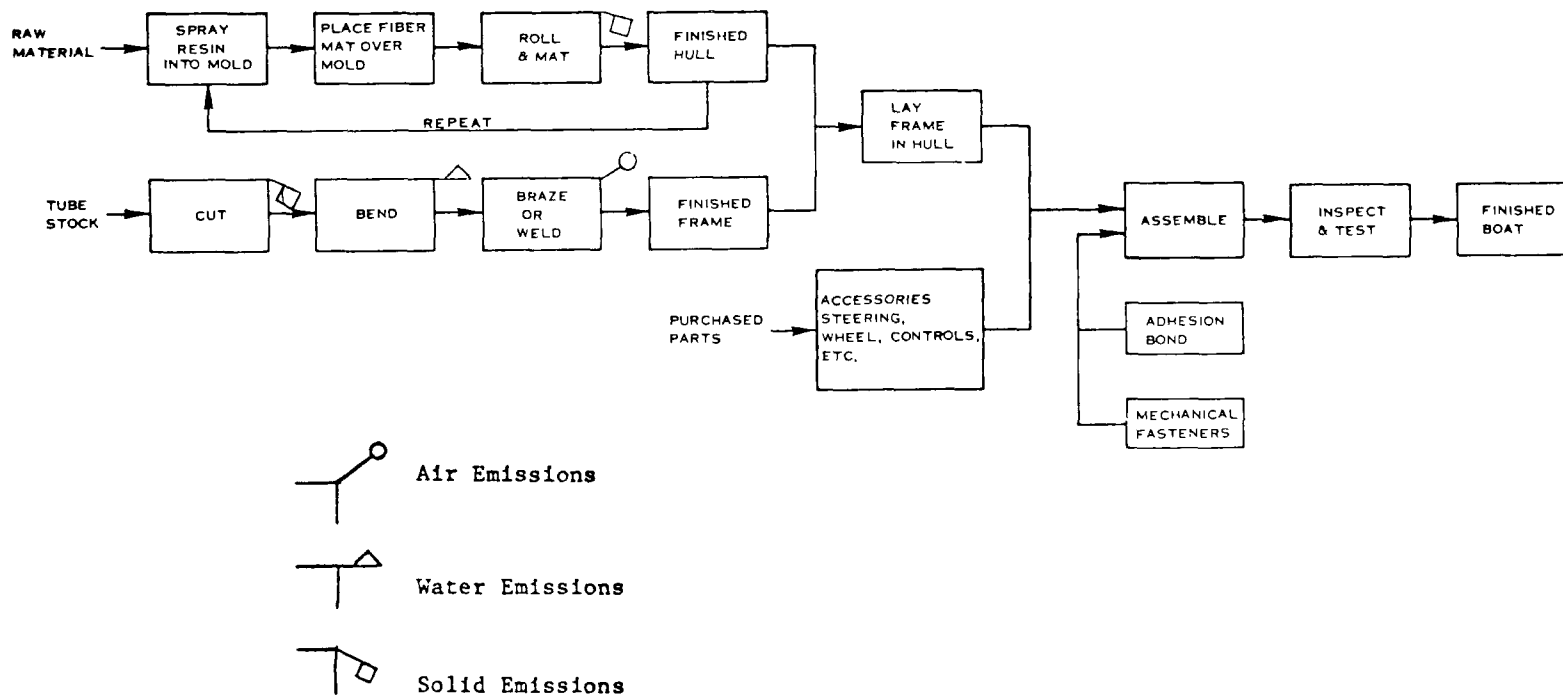 RAW
MATERIAL
SPRAY
RESIN
INTO MOLD
PLACE FIBER
MAT OVER
MOLD
ROLL
& MAT
FINISHED
HULL
REPEAT
LAY
FRAME
IN HULL
TUBE
STOCK
CUT
BEND
BRAZE
OR
WELD
FINISHED
FRAME
ASSEMBLE
INSPECT
& TEST
FINISHED
BOAT
PURCHASED
PARTS
ACCESSORIES
STEERING,
WHEEL, CONTROLS,
ETC.
ADHESION
BOND
MECHANICAL
FASTENERS
Air Emissions
Water Emissions
Solid Emissions